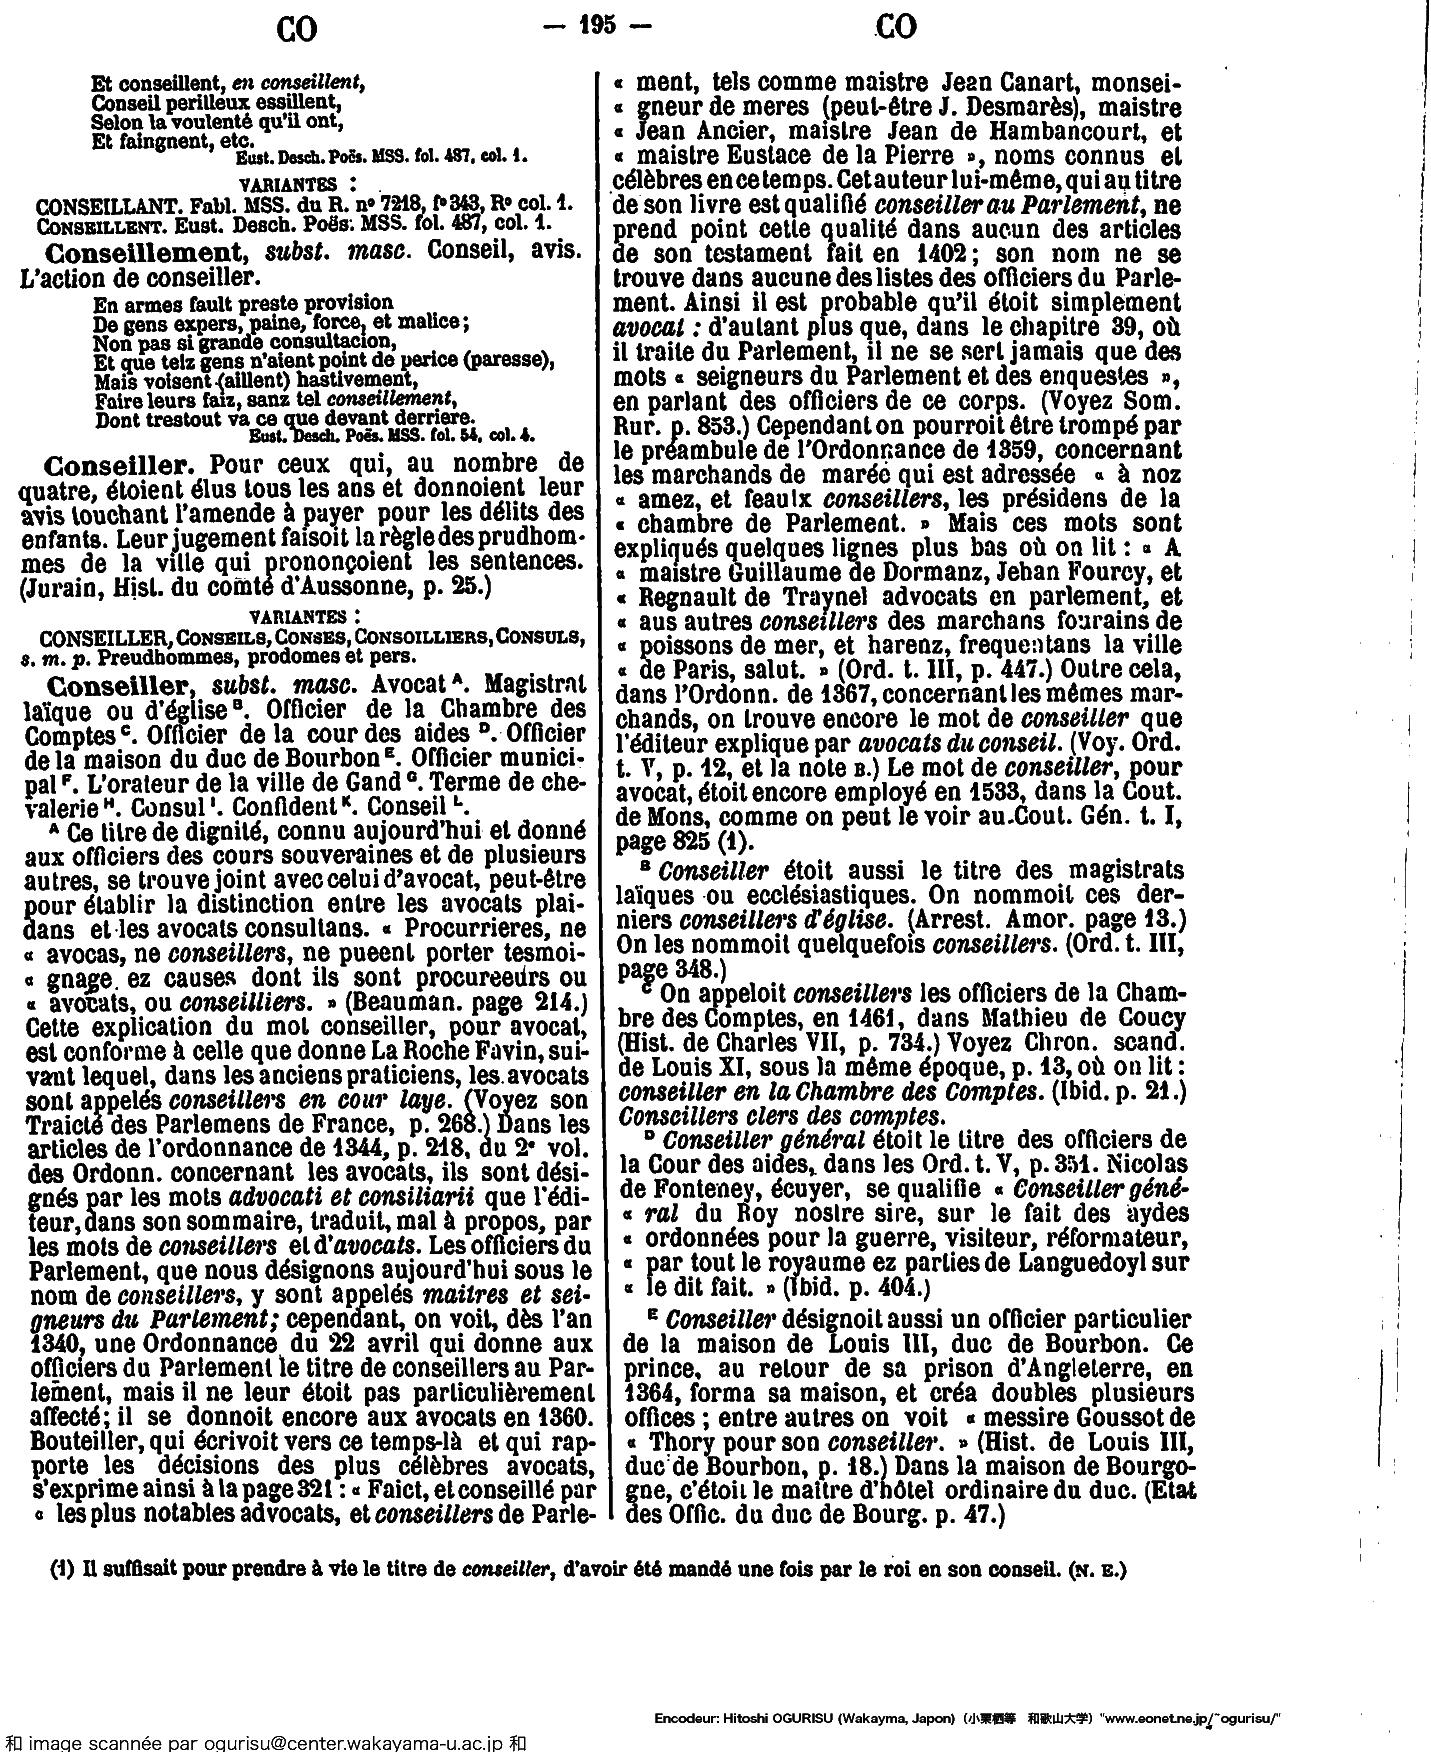 CO
— 195 —
CO
Et conseillent, en conseillent,
Conseil perilleux essillent,
Selon la voulenté qu'il ont,
Et faingnent, etc.
Eust. Desch. Poës. MSS. fol. 487, col. 1.
VARIANTES :
CONSEILLANT. Fabl. MSS. du R. nº 7218, fº 343, Rº col. 1.
CONSEILLENT. Eust. Desch. Poës. MSS. fol. 487, col. 1.
Conseillement, subst. masc. Conseil, avis.
L'action de conseiller.
En armes fault preste provision
De gens expers, paine, force, et malice ;
Non pas si grande consultacion,
Et que telz gens n'aient point de perice (paresse),
Mais voisent (aillent) hastivement,
Faire leurs faiz, sanz tel conseillement,
Dont trestout va ce que devant derriere.
Eust. Desch. Poës. MSS. fol. 54, col. 4.
Conseiller. Pour ceux qui, au nombre de
quatre, étoient élus tous les ans et donnoient leur
avis touchant l'amende à payer pour les délits des
enfants. Leur jugement faisoit la règle des prudhom-
mes de la ville qui prononçoient les sentences.
(Jurain, Hist. du comté d'Aussonne, p. 25.)
VARIANTES :
CONSEILLER, CONSEILS, CONSES, CONSOILLIERS, CONSULS,
s. m. p. Preudhommes, prodomes et pers.
Conseiller, subst. masc. Avocat A. Magistrat
laïque ou d'église B. Officier de la Chambre des
Comptes C. Officier de la cour des aides D. Officier
de la maison du duc de Bourbon E. Officier munici-
pal F. L'orateur de la ville de Gand G. Terme de che-
valerie H. Consul I. Confident K. Conseil L.
A Ce titre de dignité, connu aujourd'hui et donné
aux officiers des cours souveraines et de plusieurs
autres, se trouve joint avec celui d'avocat, peut-être
pour établir la distinction entre les avocats plai-
dans et les avocats consultans. « Procurrieres, ne
« avocas, ne conseillers, ne pueent porter tesmoi-
« gnage ez causes dont ils sont procureeurs ou
« avocats, ou conseilliers. » (Beauman. page 214.)
Cette explication du mot conseiller, pour avocat,
est conforme à celle que donne La Roche Flavin, sui-
vant lequel, dans les anciens praticiens, les avocats
sont appelés conseillers en cour laye. (Voyez son
Traicté des Parlemens de France, p. 268.) Dans les
articles de l'ordonnance de 1344, p. 218, du 2e vol.
des Ordonn. concernant les avocats, ils sont dési-
gnés par les mots advocati et consiliarii que l'édi-
teur, dans son sommaire, traduit, mal à propos, par
les mots de conseillers et d'avocats. Les officiers du
Parlement, que nous désignons aujourd'hui sous le
nom de conseillers, y sont appelés maitres et sei-
gneurs du Parlement ; cependant, on voit, dès l'an
1340, une Ordonnance du 22 avril qui donne aux
officiers du Parlement le titre de conseillers au Par-
lement, mais il ne leur étoit pas particulièrement
affecté ; il se donnoit encore aux avocats en 1360.
Bouteiller, qui écrivoit vers ce temps-là et qui rap-
porte les décisions des plus célèbres avocats,
s'exprime ainsi à la page 321 : « Faict, et conseillé par
« les plus notables advocats, et conseillers de Parle-
« ment, tels comme maistre Jean Canart, monsei-
« gneur de meres (peut-être J. Desmarès), maistre
« Jean Ancier, maistre Jean de Hambancourt, et
« maistre Eustace de la Pierre », noms connus et
célèbres en ce temps. Cet auteur lui-même, qui au titre
de son livre est qualifié conseiller au Parlement, ne
prend point cette qualité dans aucun des articles
de son testament fait en 1402 ; son nom ne se
trouve dans aucune des listes des officiers du Parle-
ment. Ainsi il est probable qu'il étoit simplement
avocat : d'autant plus que, dans le chapitre 39, où
il traite du Parlement, il ne se sert jamais que des
mots « seigneurs du Parlement et des enquestes »,
en parlant des officiers de ce corps. (Voyez Som.
Rur. p. 853.) Cependant on pourroit être trompé par
le préambule de l'Ordonnance de 1359, concernant
les marchands de marée qui est adressée « à noz
« amez, et feaulx conseillers, les présidens de la
« chambre de Parlement. » Mais ces mots sont
expliqués quelques lignes plus bas où on lit : « A
« maistre Guillaume de Dormanz, Jehan Fourcy, et
« Regnault de Traynel advocats en parlement, et
« aus autres conseillers des marchans fourains de
« poissons de mer, et harenz, frequentans la ville
« de Paris, salut. » (Ord. t. III, p. 447.) Outre cela,
dans l'Ordonn. de 1367, concernant les mêmes mar-
chands, on trouve encore le mot de conseiller que
l'éditeur explique par avocats du conseil. (Voy. Ord.
t. V, p. 12, et la note B.) Le mot de conseiller, pour
avocat, étoit encore employé en 1533, dans la Cout.
de Mons, comme on peut le voir au Cout. Gén. t. I,
page 825 (1).
B Conseiller étoit aussi le titre des magistrats
laïques ou ecclésiastiques. On nommoit ces der-
niers conseillers d'église. (Arrest. Amor. page 13.)
On les nommoit quelquefois conseillers. (Ord. t. III,
page 348.)
C On appeloit conseillers les officiers de la Cham-
bre des Comptes, en 1461, dans Mathieu de Coucy
(Hist. de Charles VII, p. 734.) Voyez Chron. scand.
de Louis XI, sous la même époque, p. 13, où on lit :
conseiller en la Chambre des Comptes. (Ibid. p. 21.)
Conseillers clers des comptes.
D Conseiller général étoit le titre des officiers de
la Cour des aides, dans les Ord. t. V, p. 351. Nicolas
de Fonteney, écuyer, se qualifie « Conseiller géné-
« ral du Roy nostre sire, sur le fait des aydes
« ordonnées pour la guerre, visiteur, réformateur,
« par tout le royaume ez parties de Languedoyl sur
« le dit fait. » (Ibid. p. 404.)
E Conseiller désignoit aussi un officier particulier
de la maison de Louis III, duc de Bourbon. Ce
prince, au retour de sa prison d'Angleterre, en
1364, forma sa maison, et créa doubles plusieurs
offices ; entre autres on voit « messire Goussot de
« Thory pour son conseiller. » (Hist. de Louis III,
duc de Bourbon, p. 18.) Dans la maison de Bourgo-
gne, c'étoit le maître d'hôtel ordinaire du duc. (Etat
des Offic. du duc de Bourg. p. 47.)
(1) Il suffisait pour prendre à vie le titre de conseiller, d'avoir été mandé une fois par le roi en son conseil. (N. E.)
Encodeur: Hitoshi OGURISU (Wakayma, Japon) (小栗栖等 和歌山大学) "www.eonet.ne.jp/~ogurisu/"
和 image scannée par ogurisu@center.wakayama-u.ac.jp 和